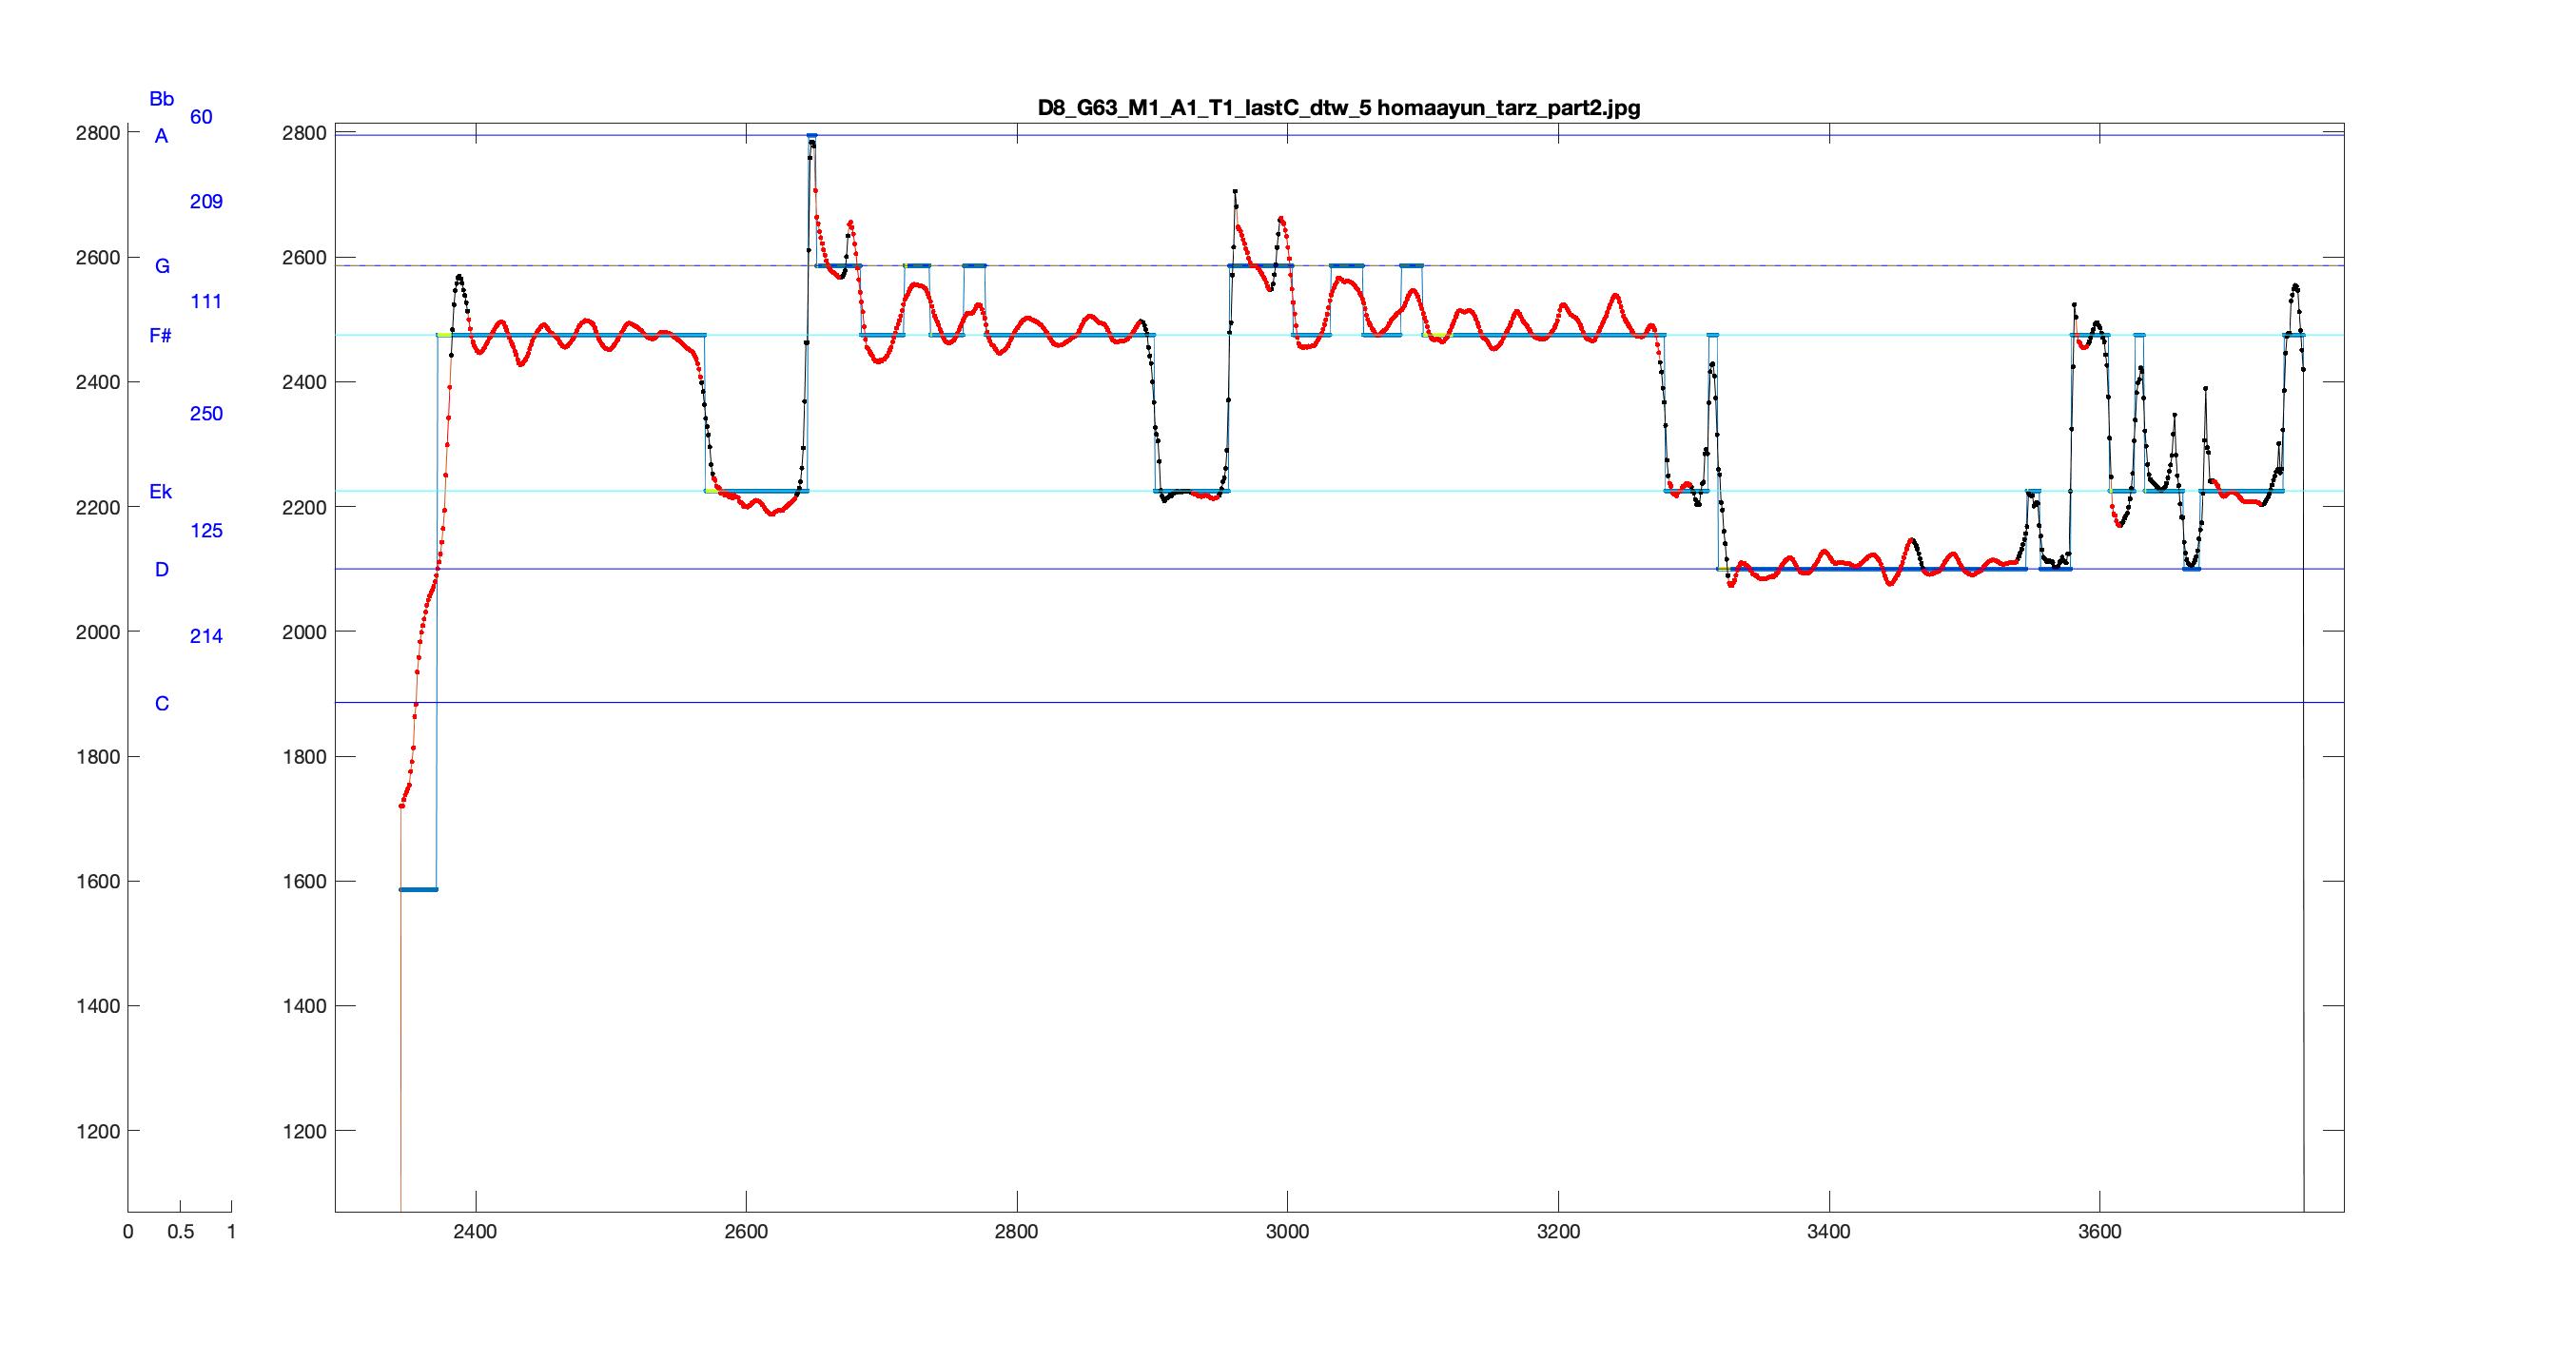 D8_G63_M1_A1_T1_lastC_dtw_5 homaayun_tarz_part2.jpg
Bb
60
2800 A 2800
209
2600 G 2600
111
F#
2400 2400
250
Ek
2200 2200
125
D
2000 2000
214
C
1800 1800
1600 1600
1400 1400
1200 1200
0 0.5 1 2400 2600 2800 3000 3200 3400 3600